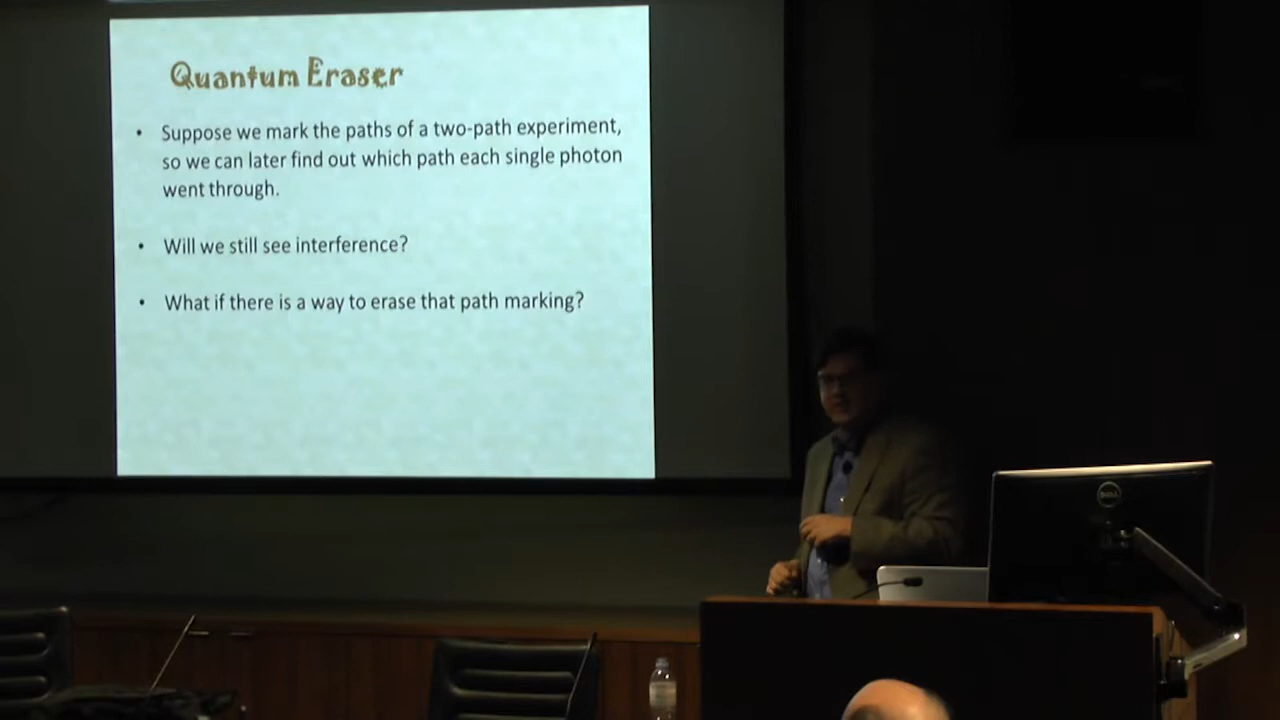 Quantum Eraser
• Suppose we mark the paths of a two-path experiment,
so we can later find out which path each single photon
went through.
• Will we still see interference?
• What if there is a way to erase that path marking?
DELL